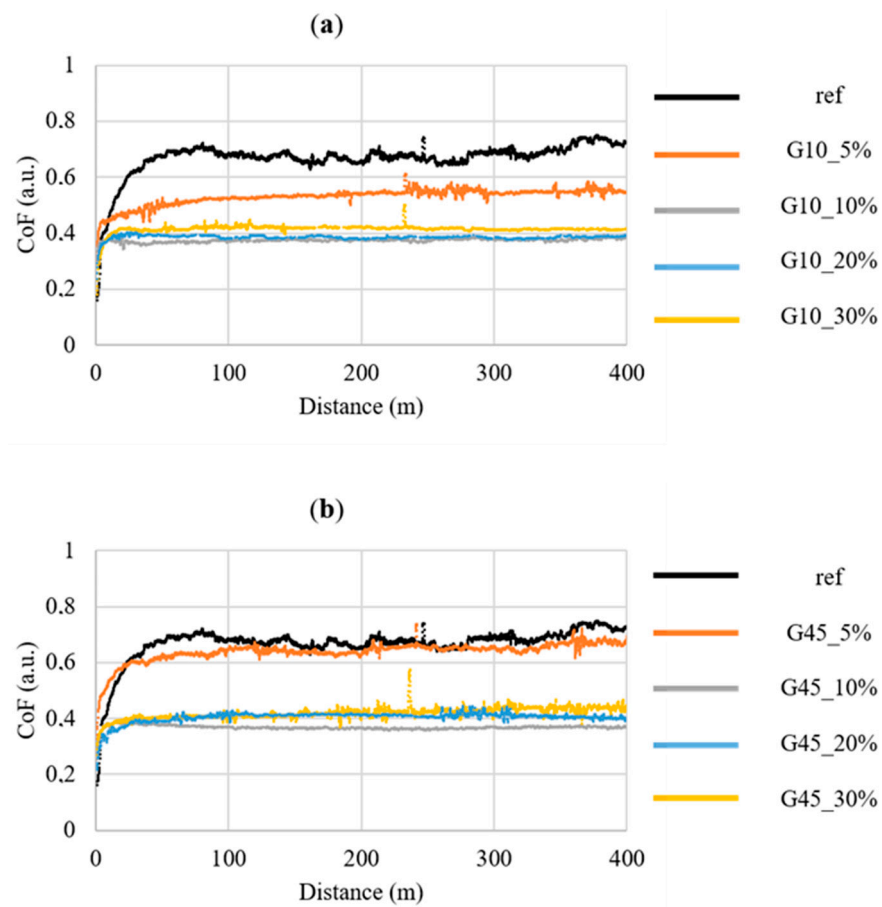 (a)
1
0.8
0.6
0.4
0.2
0
CoF (a.u.)
0 100 200 300 400
Distance (m)
ref
G10_5%
G10_10%
G10_20%
G10_30%
(b)
1
0.8
0.6
0.4
0.2
0
CoF (a.u.)
0 100 200 300 400
Distance (m)
ref
G45_5%
G45_10%
G45_20%
G45_30%